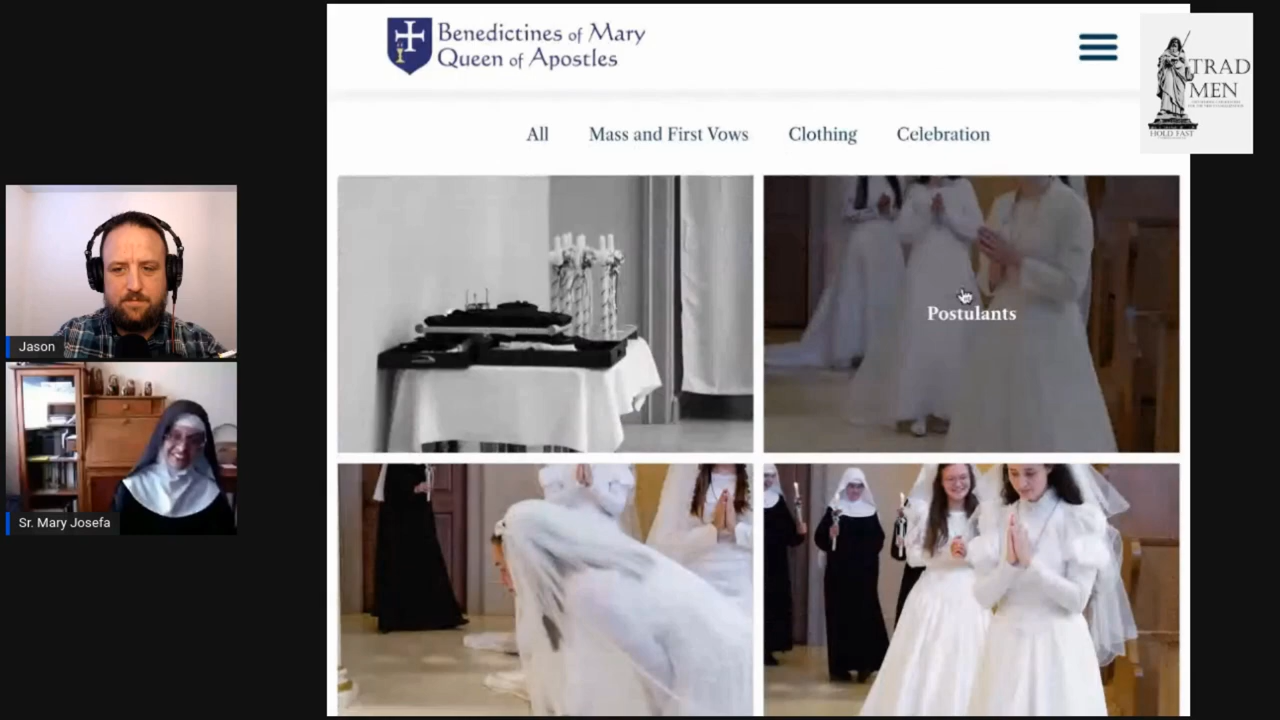 Benedictines of Mary
Queen of Apostles
All
Mass and First Vows
Clothing
Celebration
TRAD
MEN
HOLD FAST
Postulants
Jason
Sr. Mary Josefa